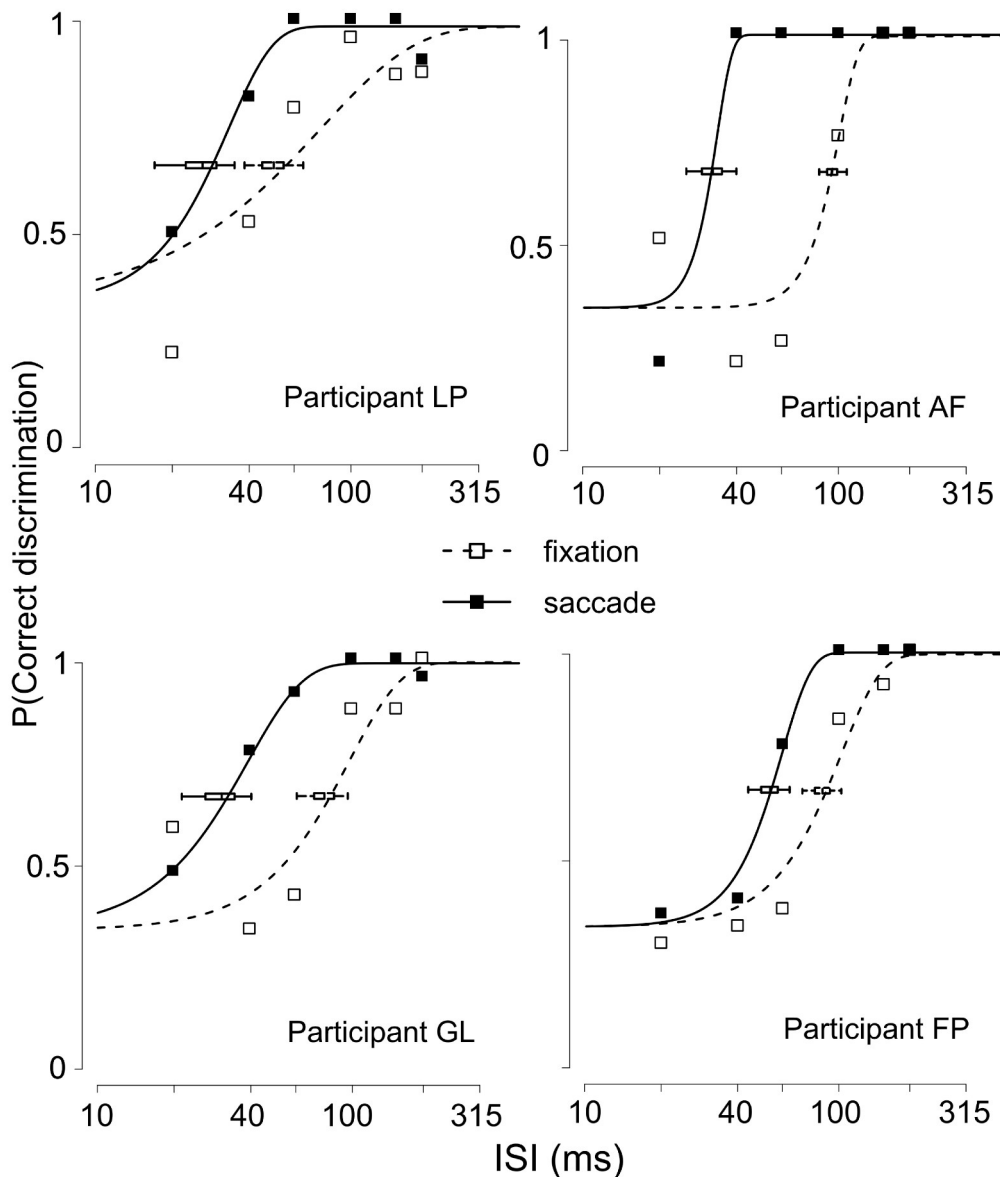 1
0.5
0
Participant LP
10 40 100 315
1
0.5
0
Participant AF
10 40 100 315
P(Correct discrimination)
fixation
saccade
1
0.5
0
Participant GL
10 40 100 315
Participant FP
10 40 100 315
ISI (ms)